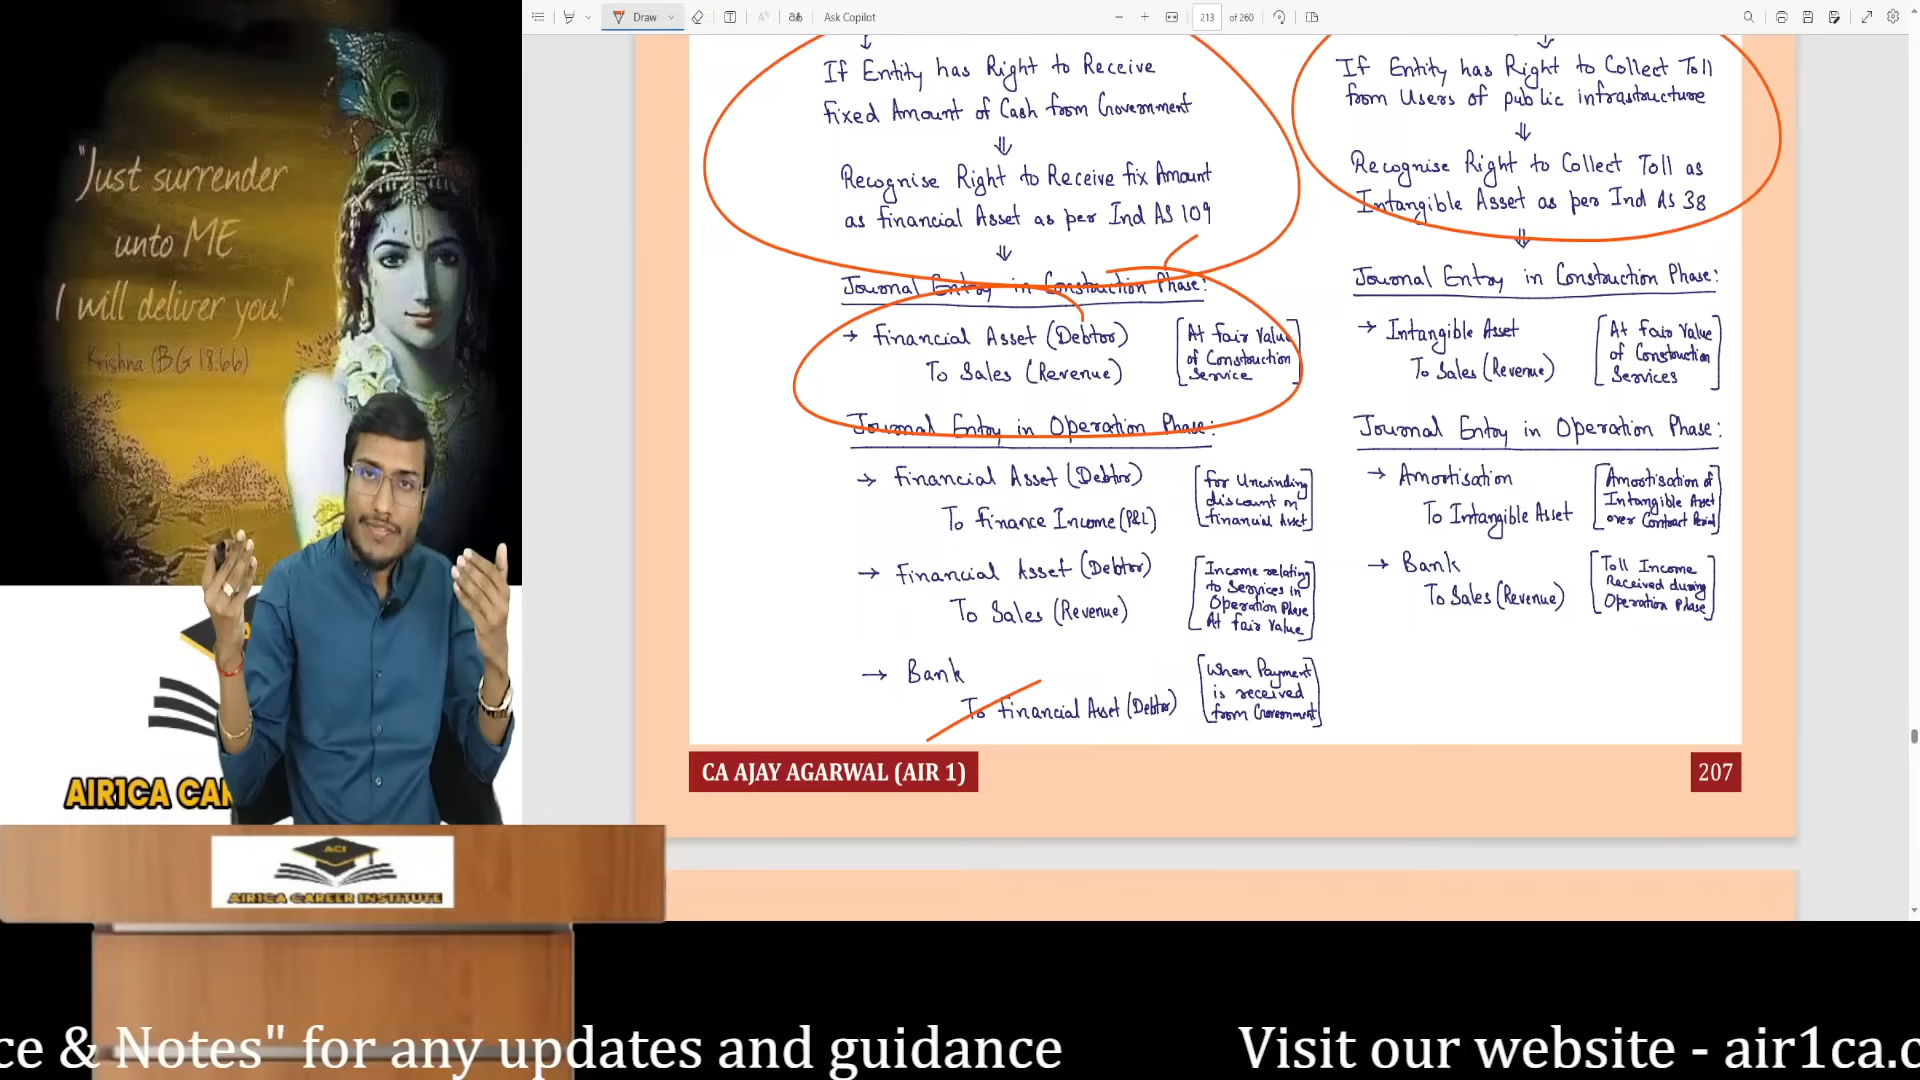 "Just surrender
unto ME
I will deliver you!"
Krishna (B.G 18:66)
Draw
Ask Copilot
213
of 260
If Entity has Right to Receive
Fixed Amount of Cash from Government
⇓
Recognise Right to Receive fix Amount
as financial Asset as per Ind AS 109
⇓
Journal Entry in Construction Phase:
→ Financial Asset (Debtor)
To Sales (Revenue)
[At fair Value
of Construction
Service]
Journal Entry in Operation Phase:
→ Financial Asset (Debtor)
To Finance Income (P&L)
[for Unwinding
discount on
financial Asset]
→ Financial Asset (Debtor)
To Sales (Revenue)
[Income relating
to Services in
Operation Phase
At fair Value]
→ Bank
To Financial Asset (Debtor)
[When Payment
is received
from Government]
If Entity has Right to Collect Toll
from Users of public infrastructure
⇓
Recognise Right to Collect Toll as
Intangible Asset as per Ind AS 38
⇓
Journal Entry in Construction Phase:
→ Intangible Asset
To Sales (Revenue)
[At fair Value
of Construction
Services]
Journal Entry in Operation Phase:
→ Amortisation
To Intangible Asset
[Amortisation of
Intangible Asset
over Contract Period]
→ Bank
To Sales (Revenue)
[Toll Income
Received during
Operation Phase]
CA AJAY AGARWAL (AIR 1)
207
AIR1CA CAR
ACI
AIR1CA CAREER INSTITUTE
ce & Notes" for any updates and guidance
Visit our website - air1ca.c